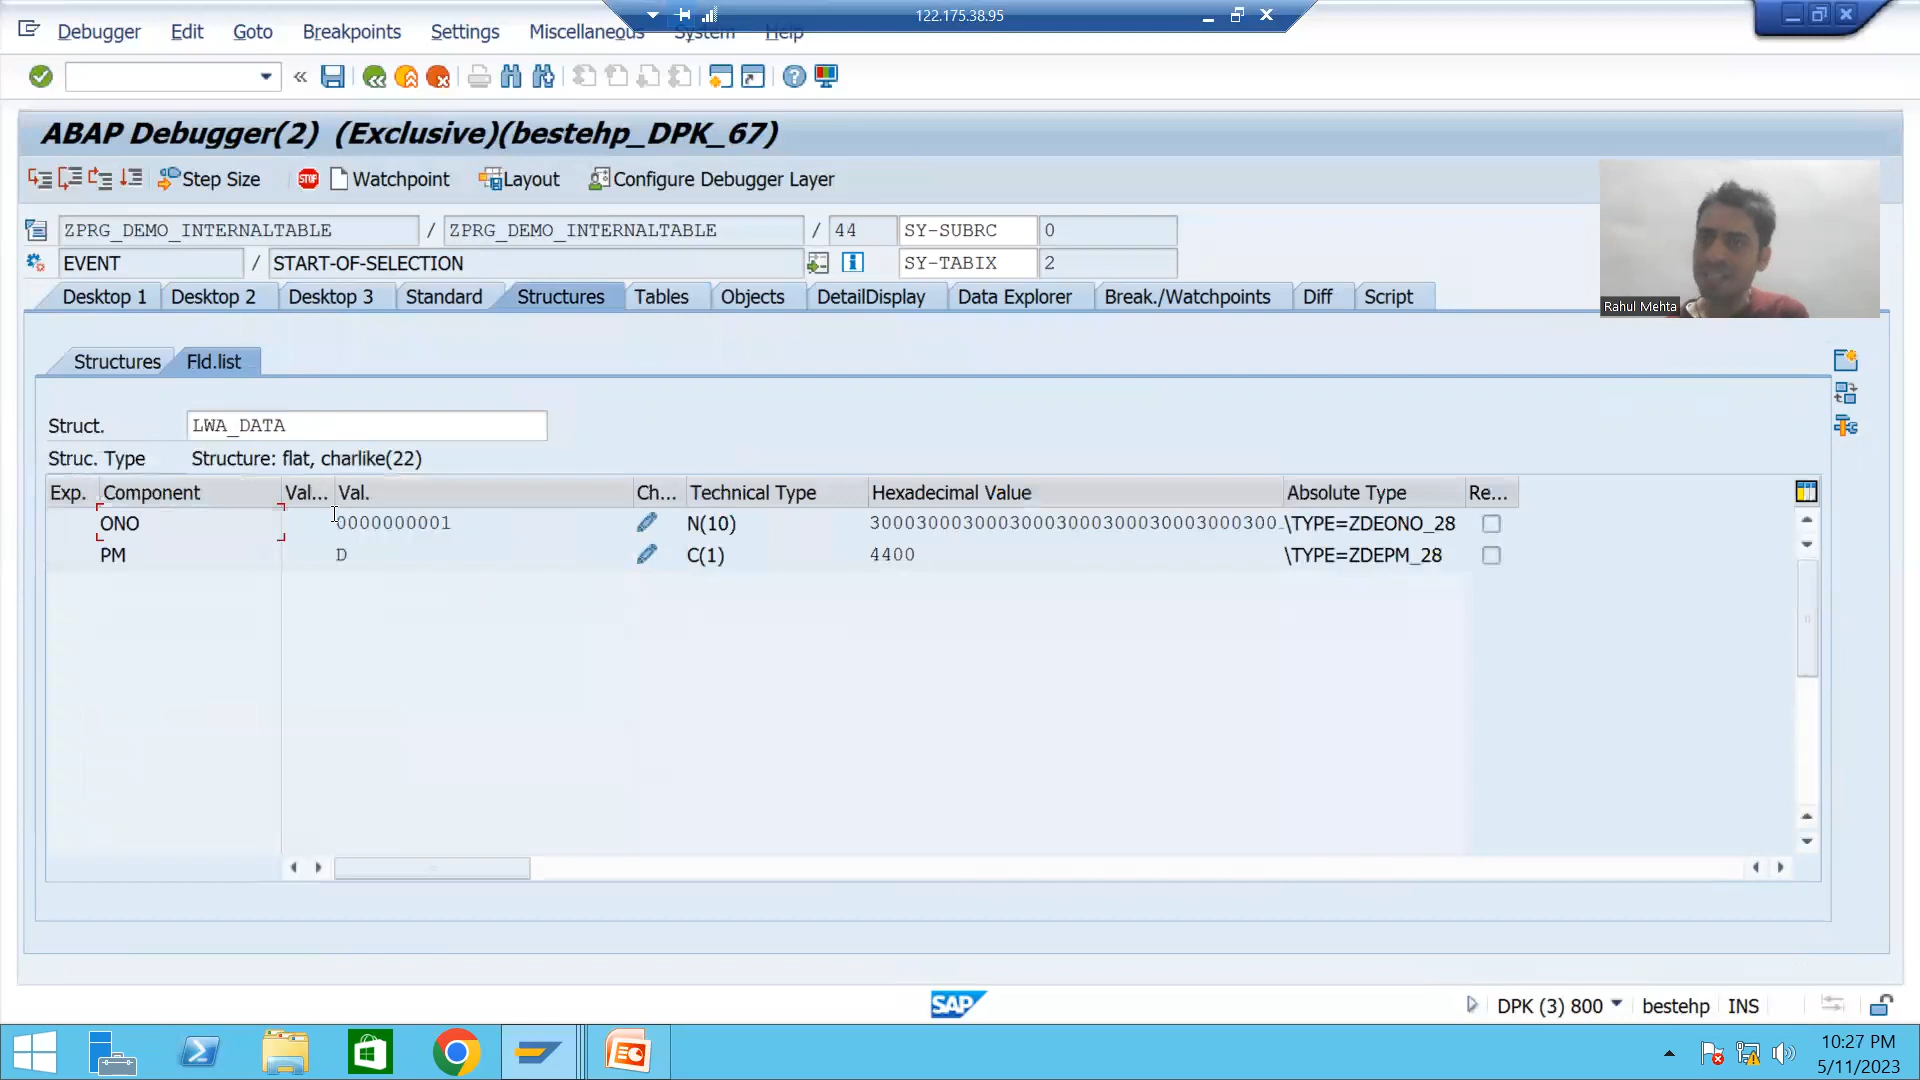 122.175.38.95
Debugger Edit Goto Breakpoints Settings Miscellaneous System Help
ABAP Debugger(2) (Exclusive)(bestehp_DPK_67)
Step Size STOP Watchpoint Layout Configure Debugger Layer
ZPRG_DEMO_INTERNALTABLE / ZPRG_DEMO_INTERNALTABLE / 44 SY-SUBRC 0
EVENT / START-OF-SELECTION SY-TABIX 2
Desktop 1 Desktop 2 Desktop 3 Standard Structures Tables Objects DetailDisplay Data Explorer Break./Watchpoints Diff Script
Rahul Mehta
Structures Fld.list
Struct. LWA_DATA
Struc. Type Structure: flat, charlike(22)
Exp. Component Val... Val. Ch... Technical Type Hexadecimal Value Absolute Type Re...
ONO 0000000001 N(10) 3000300030003000300030003000300030003​00… \TYPE=ZDEONO_28
PM D C(1) 4400 \TYPE=ZDEPM_28
SAP DPK (3) 800 bestehp INS
10:27 PM
5/11/2023